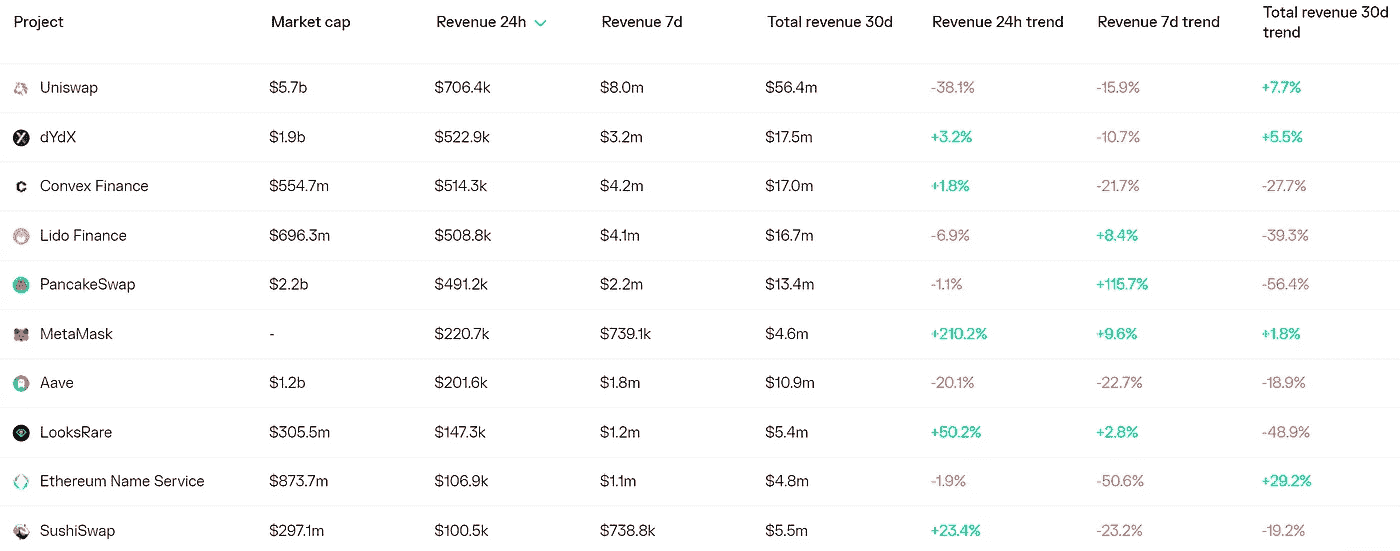 Project Market cap Revenue 24h Revenue 7d Total revenue 30d Revenue 24h trend Revenue 7d trend Total revenue 30d
trend
Uniswap $5.7b $706.4k $8.0m $56.4m -38.1% -15.9% +7.7%
dYdX $1.9b $522.9k $3.2m $17.5m +3.2% -10.7% +5.5%
Convex Finance $554.7m $514.3k $4.2m $17.0m +1.8% -21.7% -27.7%
Lido Finance $696.3m $508.8k $4.1m $16.7m -6.9% +8.4% -39.3%
PancakeSwap $2.2b $491.2k $2.2m $13.4m -1.1% +115.7% -56.4%
MetaMask - $220.7k $739.1k $4.6m +210.2% +9.6% +1.8%
Aave $1.2b $201.6k $1.8m $10.9m -20.1% -22.7% -18.9%
LooksRare $305.5m $147.3k $1.2m $5.4m +50.2% +2.8% -48.9%
Ethereum Name Service $873.7m $106.9k $1.1m $4.8m -1.9% -50.6% +29.2%
SushiSwap $297.1m $100.5k $738.8k $5.5m +23.4% -23.2% -19.2%